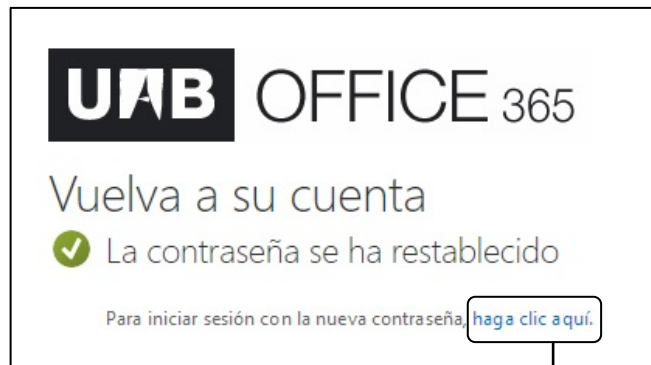 UAB OFFICE 365
Vuelva a su cuenta
La contraseña se ha restablecido
Para iniciar sesión con la nueva contraseña, haga clic aquí.